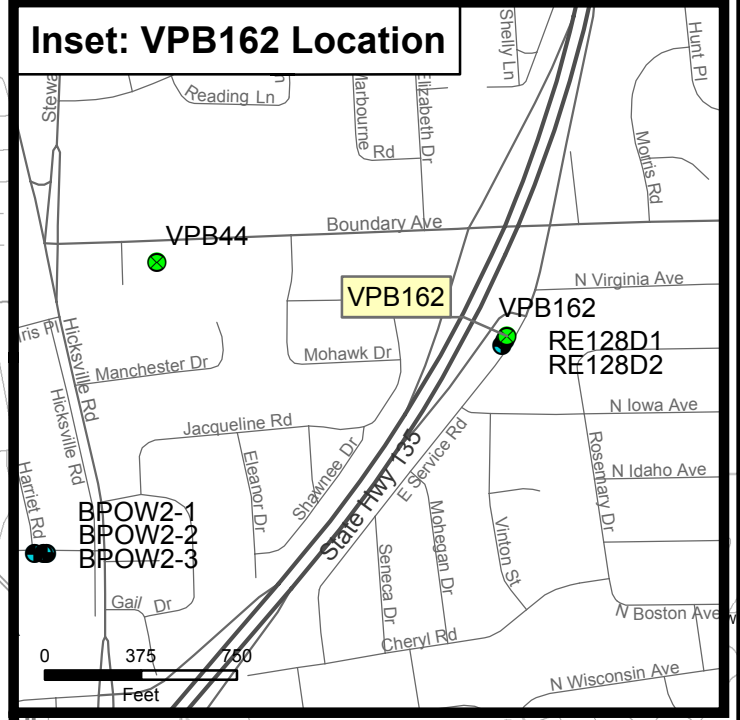 Inset: VPB162 Location
Shelly Ln
Hunt Pl
Reading Ln
Rd
Elizabeth Dr
Morris Rd
Boundary Ave
VPB44
N Virginia Ave
VPB162
VPB162
RE128D1
RE128D2
Hicksville Rd
Manchester Dr
Mohawk Dr
Hicksville Rd
Jacqueline Rd
N Iowa Ave
Harriet Rd
Eleanor Dr
Shawnee Dr
State Hwy 135
E Service Rd
Rosemary Dr
N Idaho Ave
BPOW2-1
BPOW2-2
BPOW2-3
Seneca Dr
Mohegan Dr
Vinton St
Gail Dr
N Boston Ave
Cheryl Rd
N Wisconsin Ave
0 375 750
Feet